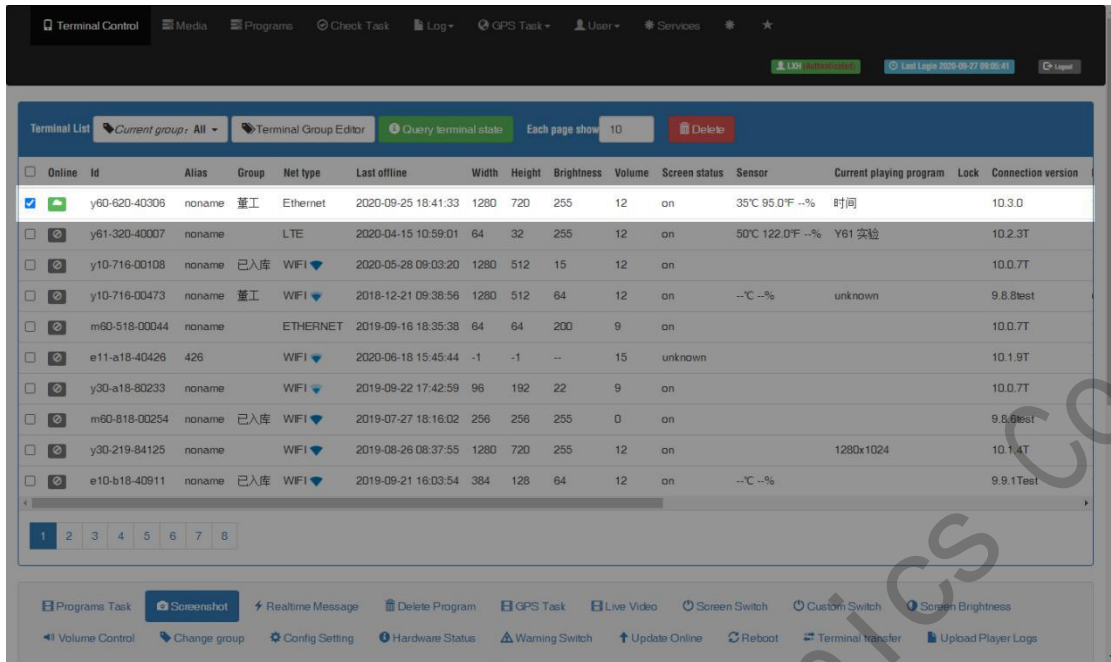 Terminal Control Media Programs Check Task Log GPS Task User Services
LXH (Authenticated) Last Login 2020-09-27 09:05:41 Logout
Terminal List Current group: All Terminal Group Editor Query terminal state Each page show 10 Delete
Online Id Alias Group Net type Last offline Width Height Brightness Volume Screen status Sensor Current playing program Lock Connection version
y60-620-40306 noname 董工 Ethernet 2020-09-25 18:41:33 1280 720 255 12 on 35℃ 95.0℉ --% 时间 10.3.0
y61-320-40007 noname LTE 2020-04-15 10:59:01 64 32 255 12 on 50℃ 122.0℉ --% Y61 实验 10.2.3T
y10-716-00108 noname 已入库 WIFI 2020-05-28 09:03:20 1280 512 15 12 on 10.0.7T
y10-716-00473 noname 董工 WIFI 2018-12-21 09:38:56 1280 512 64 12 on --℃ --% unknown 9.8.8test
m60-518-00044 noname ETHERNET 2019-09-16 18:35:38 64 64 200 9 on 10.0.7T
e11-a18-40426 426 WIFI 2020-06-18 15:45:44 -1 -1 -- 15 unknown 10.1.9T
y30-a18-80233 noname WIFI 2019-09-22 17:42:59 96 192 22 9 on 10.0.7T
m60-818-00254 noname 已入库 WIFI 2019-07-27 18:16:02 256 256 255 0 on 9.8.6test
y30-219-84125 noname WIFI 2019-08-26 08:37:55 1280 720 255 12 on 1280x1024 10.1.4T
e10-b18-40911 noname 已入库 WIFI 2019-09-21 16:03:54 384 128 64 12 on --℃ --% 9.9.1Test
1 2 3 4 5 6 7 8
Programs Task Screenshot Realtime Message Delete Program GPS Task Live Video Screen Switch Custom Switch Screen Brightness
Volume Control Change group Config Setting Hardware Status Warning Switch Update Online Reboot Terminal transfer Upload Player Logs
nics Co